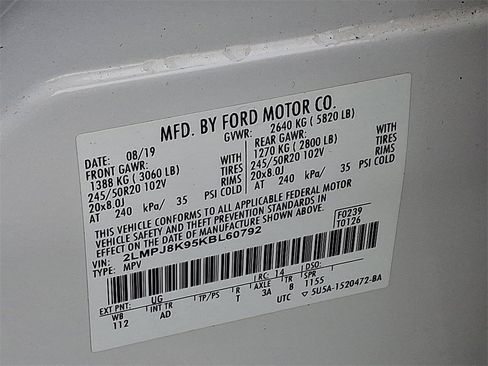 MFD. BY FORD MOTOR CO.
GVWR: 2640 KG ( 5820 LB)
DATE: 08/19
FRONT GAWR: WITH
1388 KG ( 3060 LB) TIRES
245/50R20 102V RIMS
20x8.0J
AT 240 kPa/ 35 PSI COLD
REAR GAWR: WITH
1270 KG ( 2800 LB) TIRES
245/50R20 102V RIMS
20x8.0J
AT 240 kPa/ 35 PSI COLD
THIS VEHICLE CONFORMS TO ALL APPLICABLE FEDERAL MOTOR
VEHICLE SAFETY AND THEFT PREVENTION STANDARDS IN
EFFECT ON THE DATE OF MANUFACTURE SHOWN ABOVE.
F0239
T0126
VIN: 2LMPJ8K95KBL60792
TYPE: MPV
EXT PNT: UG RC: 14 DSO:
WB INT TR TP/PS R AXLE TR SPR
112 AD T 3A 8 1155
UTC ▽ 5U5A-1520472-BA